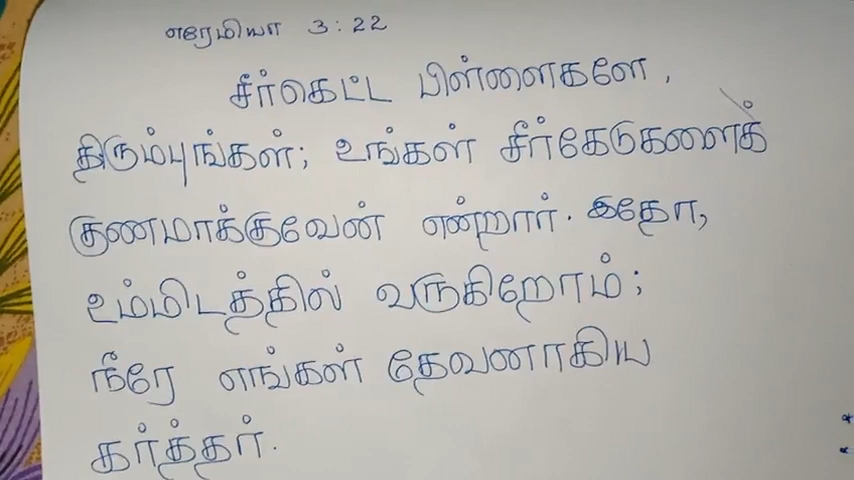 எரேமியா 3:22
சீர்கெட்ட பிள்ளைகளே,
திரும்புங்கள்; உங்கள் சீர்கேடுகளைக்
குணமாக்குவேன் என்றார். இதோ,
உம்மிடத்தில் வருகிறோம்;
நீரே எங்கள் தேவனாகிய
கர்த்தர்.